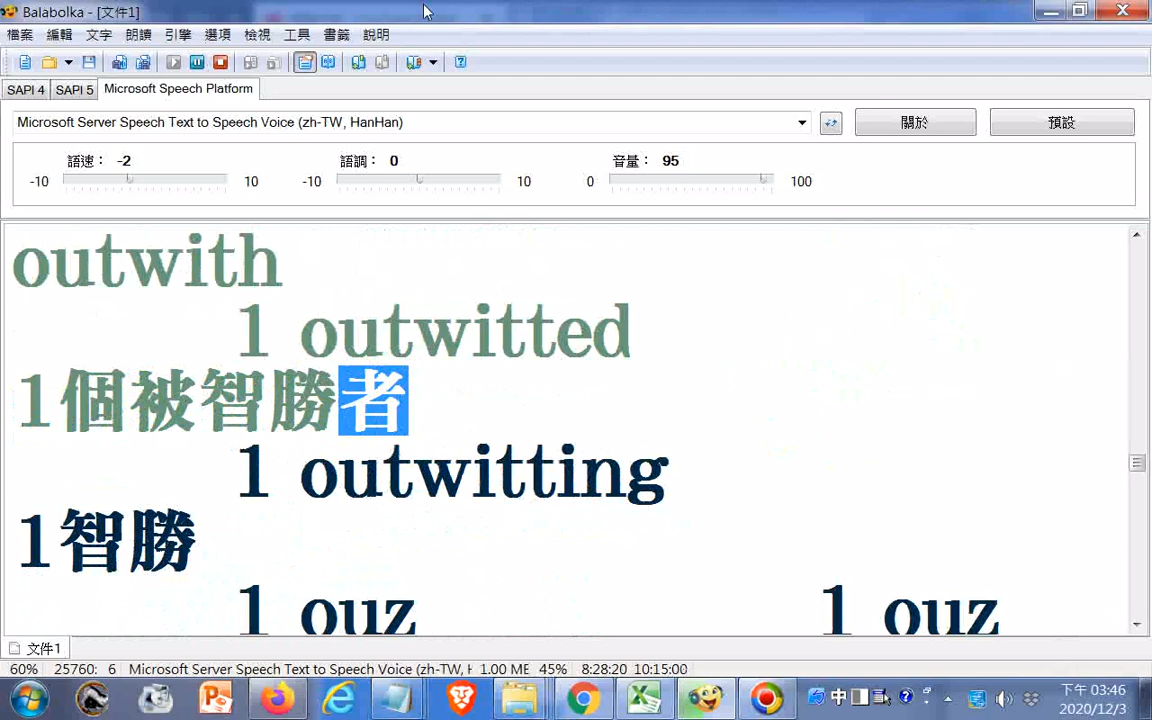 Balabolka - [文件1]
檔案 編輯 文字 朗讀 引擎 選項 檢視 工具 書籤 說明
SAPI 4 SAPI 5 Microsoft Speech Platform
Microsoft Server Speech Text to Speech Voice (zh-TW, HanHan) 關於 預設
語速： -2 語調： 0 音量： 95
-10 10 -10 10 0 100
outwith
1 outwitted
1個被智勝者
1 outwitting
1智勝
1 ouz 1 ouz
文件1
60% 25760: 6 Microsoft Server Speech Text to Speech Voice (zh-TW, H 1.00 ME 45% 8:28:20 10:15:00
中 下午 03:46
2020/12/3